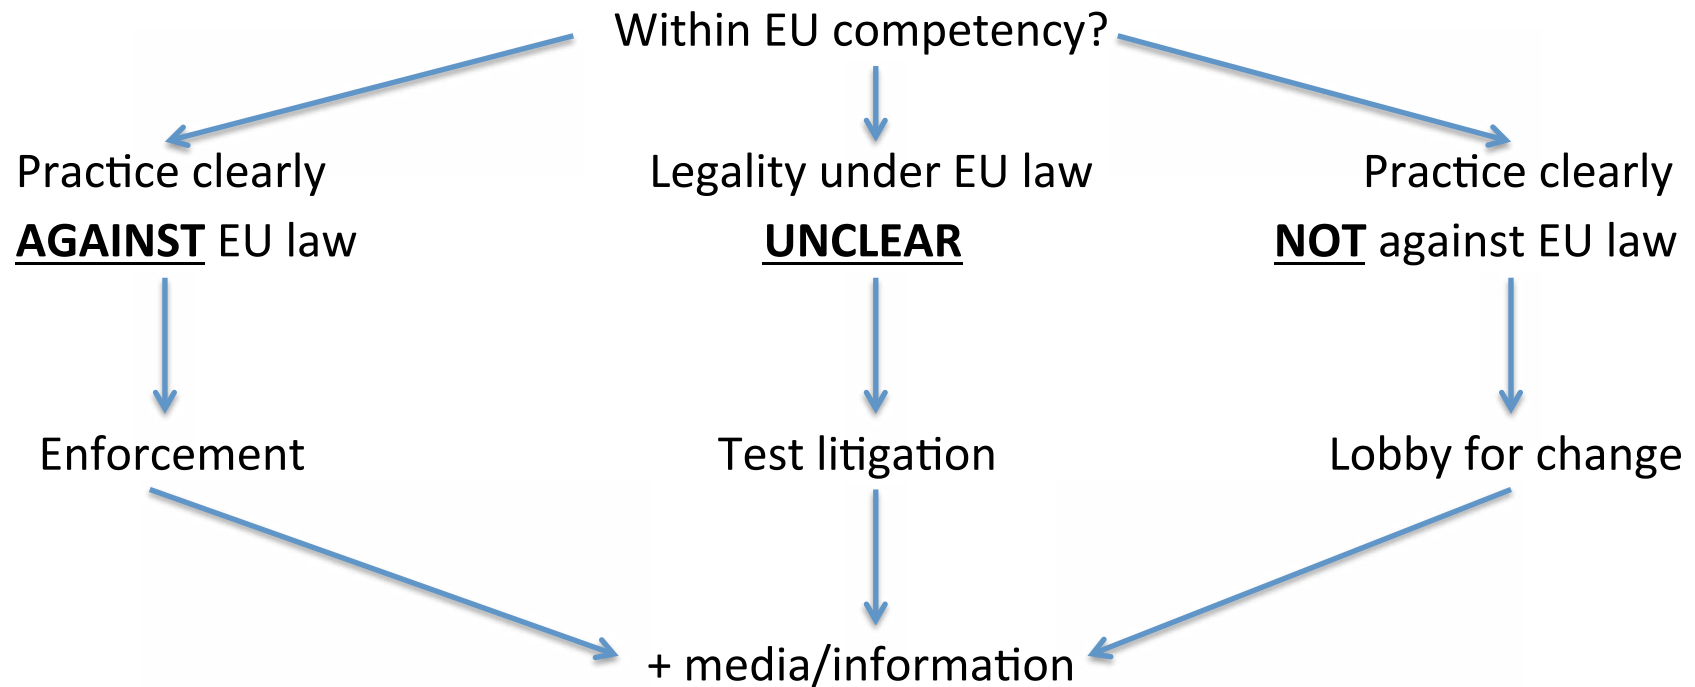 Within EU competency?
Practice clearly
AGAINST EU law
Legality under EU law
UNCLEAR
Practice clearly
NOT against EU law
Enforcement
Test litigation
Lobby for change
+ media/information